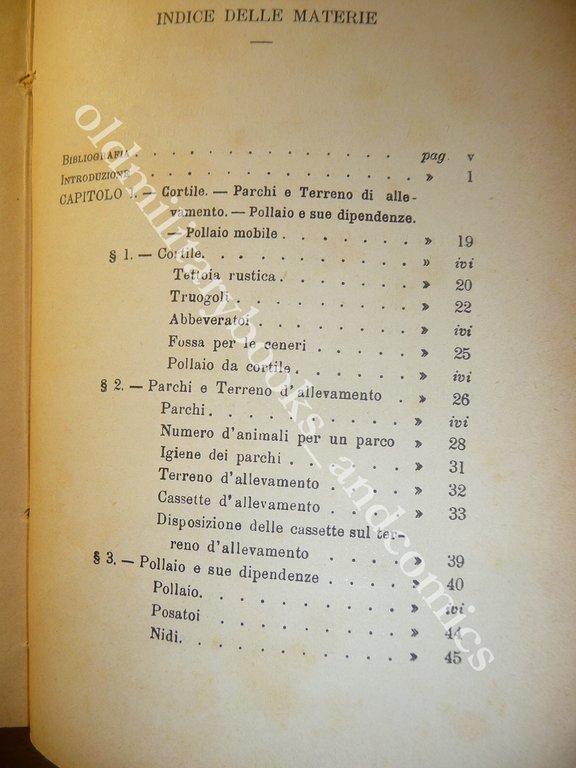 INDICE DELLE MATERIE
BIBLIOGRAFIA . . . . . . . . . . . . . pag. V
INTRODUZIONE . . . . . . . . . . . . . » 1
CAPITOLO I. — Cortile. — Parchi e Terreno di alle-
vamento. — Pollaio e sue dipendenze.
— Pollaio mobile . . . . . . . » 19
§ 1. — Cortile. . . . . . . . . . » ivi
Tettoia rustica . . . . . . . » 20
Truogoli . . . . . . . . . » 22
Abbeveratoi . . . . . . . . » ivi
Fossa per le ceneri . . . . . » 25
Pollaio da cortile . . . . . . » ivi
§ 2. — Parchi e Terreno d'allevamento . » 26
Parchi. . . . . . . . . . » ivi
Numero d'animali per un parco » 28
Igiene dei parchi . . . . . . » 31
Terreno d'allevamento . . . . » 32
Cassette d'allevamento . . . . » 33
Disposizione delle cassette sul ter-
reno d'allevamento . . . . » 39
§ 3. — Pollaio e sue dipendenze . . . . » 40
Pollaio. . . . . . . . . . » ivi
Posatoi . . . . . . . . . » 44
Nidi. . . . . . . . . . . » 45
oldmilitarybooks_andcomics